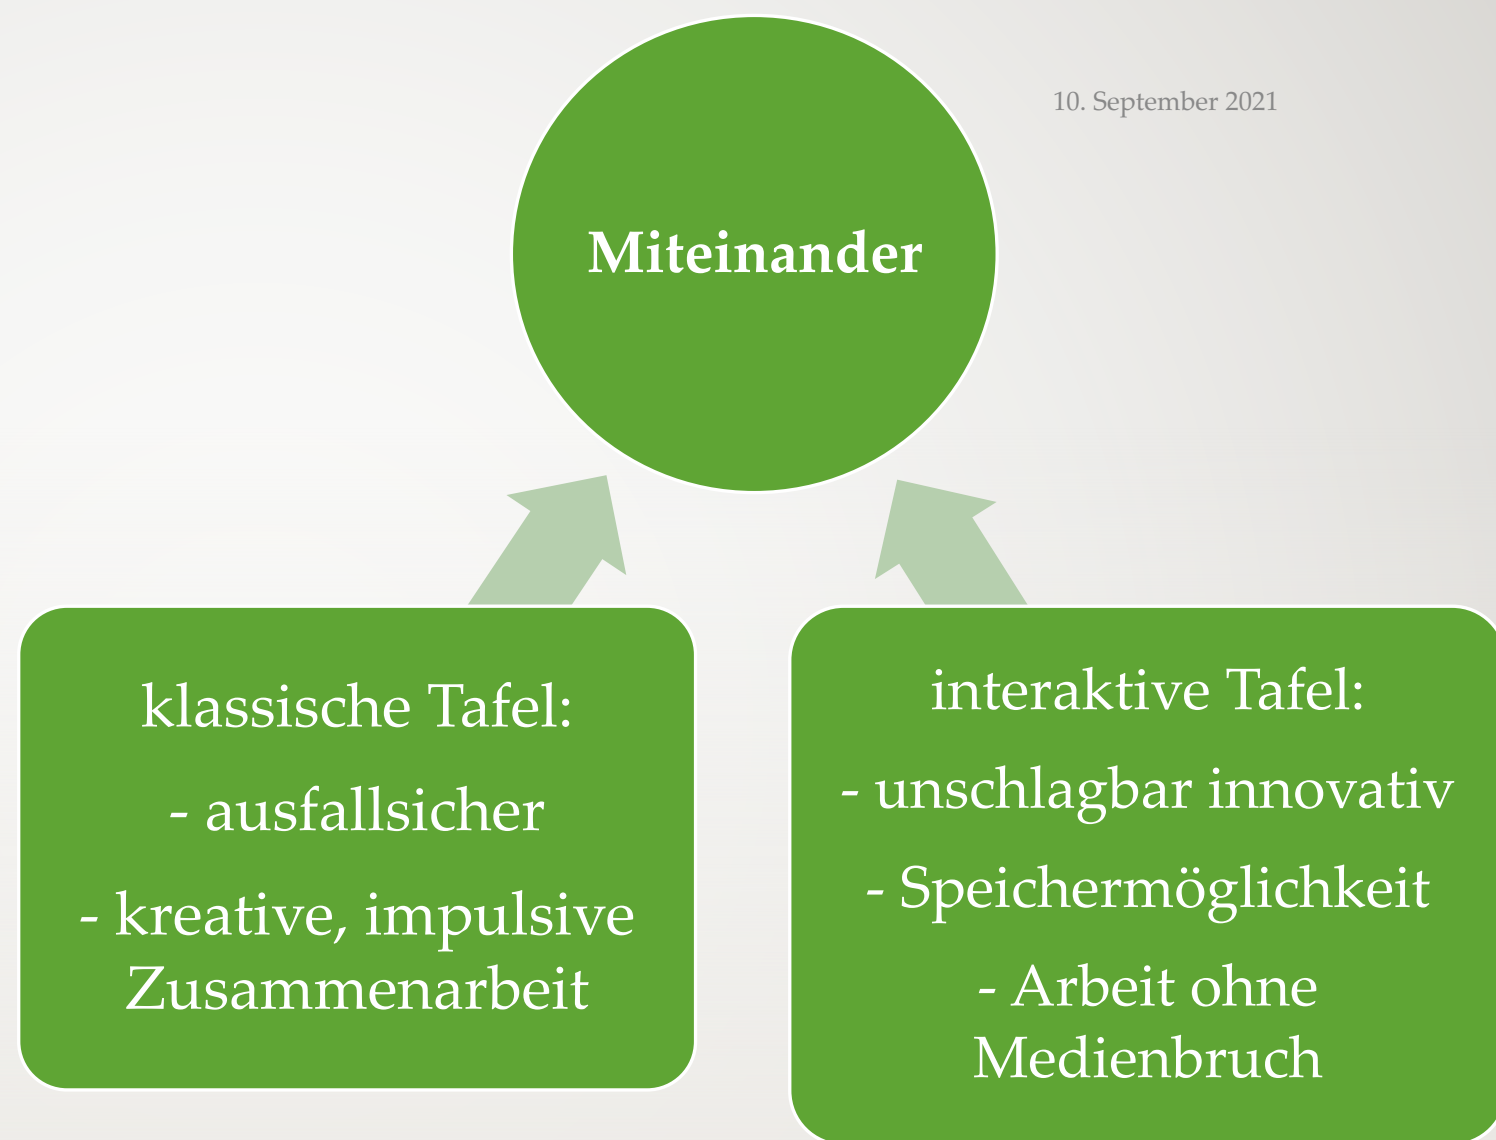 10. September 2021
Miteinander
klassische Tafel:
- ausfallsicher
- kreative, impulsive
Zusammenarbeit
interaktive Tafel:
- unschlagbar innovativ
- Speichermöglichkeit
- Arbeit ohne
Medienbruch